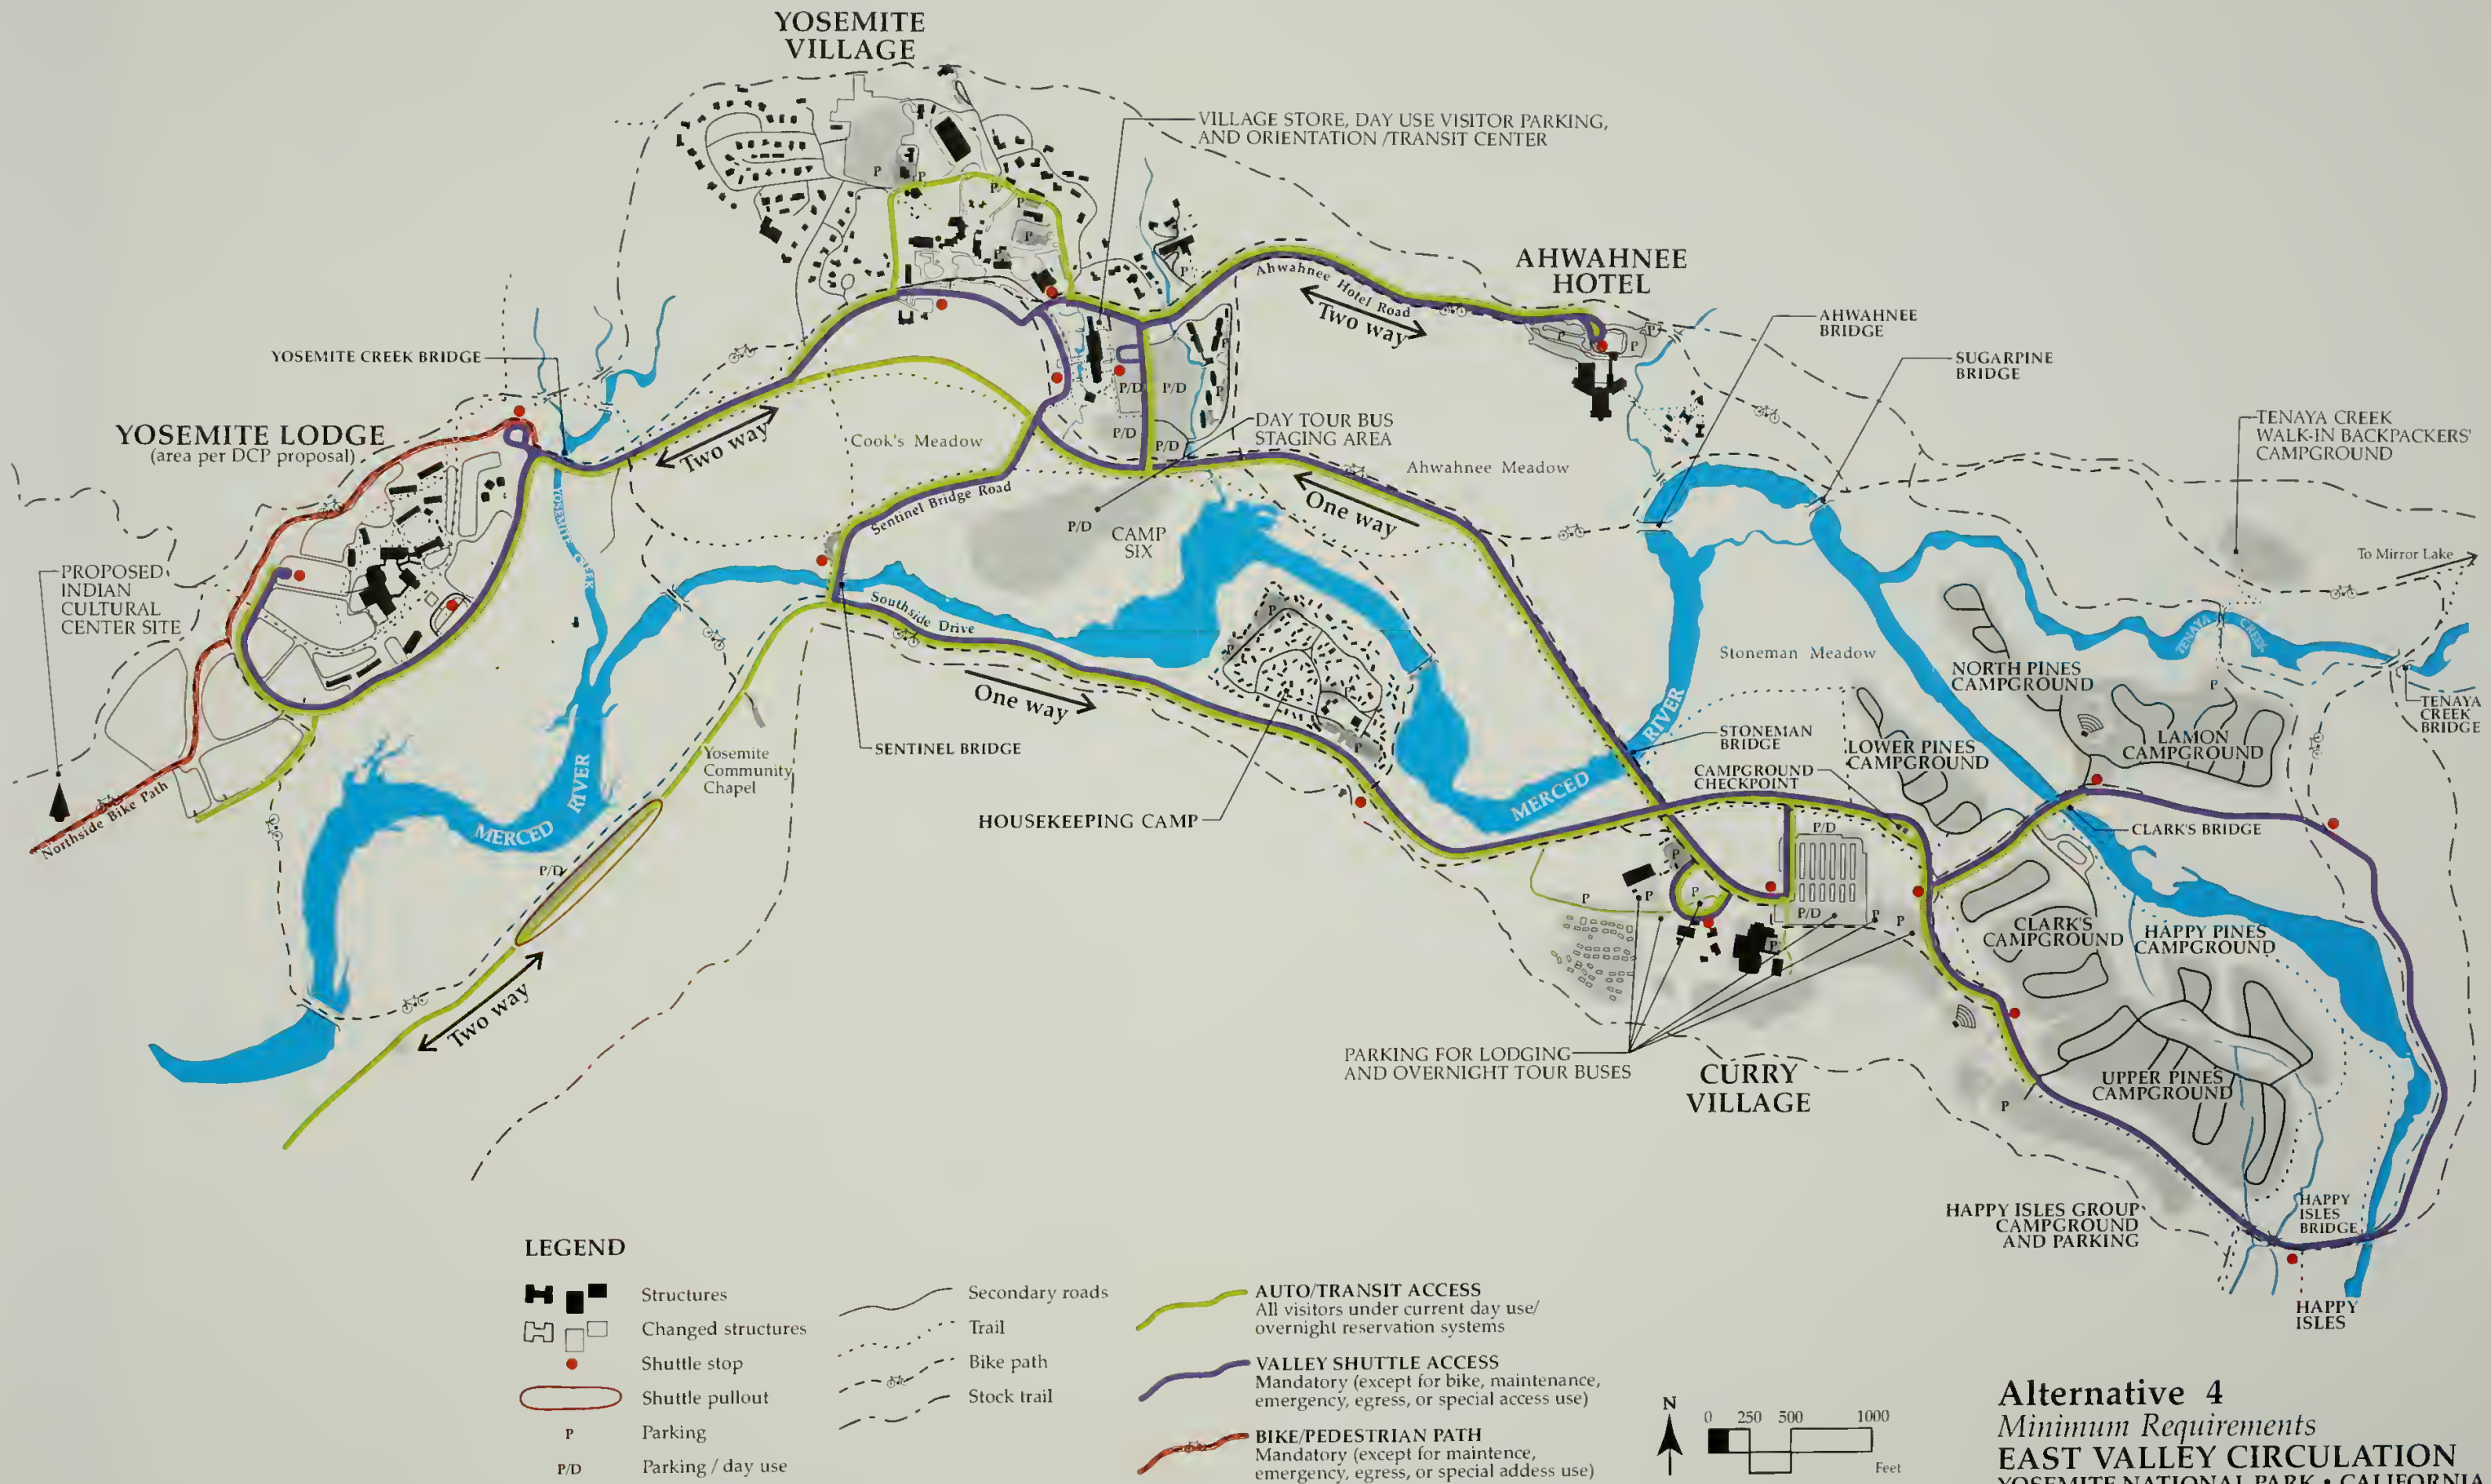 YOSEMITE
VILLAGE
VILLAGE STORE, DAY USE VISITOR PARKING,
AND ORIENTATION /TRANSIT CENTER
P
P
P
P
P
P
P
AHWAHNEE
HOTEL
Ahwahnee Hotel Road
Two way
P
P
P
AHWAHNEE
BRIDGE
SUGARPINE
BRIDGE
YOSEMITE CREEK BRIDGE
YOSEMITE LODGE
(area per DCP proposal)
Two way
Cook's Meadow
P/D
P/D
P
P
P/D
P/D
DAY TOUR BUS
STAGING AREA
Ahwahnee Meadow
TENAYA CREEK
WALK-IN BACKPACKERS'
CAMPGROUND
YOSEMITE CREEK
Sentinel Bridge Road
One way
P/D
CAMP
SIX
To Mirror Lake
PROPOSED
INDIAN
CULTURAL
CENTER SITE
Southside Drive
P
P
P
P
One way
Stoneman Meadow
TENAYA CREEK
NORTH PINES
CAMPGROUND
P
TENAYA
CREEK
BRIDGE
SENTINEL BRIDGE
Yosemite
Community
Chapel
STONEMAN
BRIDGE
RIVER
LOWER PINES
CAMPGROUND
LAMON
CAMPGROUND
CAMPGROUND
CHECKPOINT
MERCED
Northside Bike Path
MERCED
RIVER
HOUSEKEEPING CAMP
P/D
CLARK'S BRIDGE
P/D
P
P
P
P
P/D
P
P
P
CLARK'S
CAMPGROUND
HAPPY PINES
CAMPGROUND
Two way
PARKING FOR LODGING
AND OVERNIGHT TOUR BUSES
CURRY
VILLAGE
UPPER PINES
CAMPGROUND
P
HAPPY ISLES GROUP
CAMPGROUND
AND PARKING
HAPPY
ISLES
BRIDGE
HAPPY
ISLES
LEGEND
Structures
Changed structures
Shuttle stop
Shuttle pullout
P Parking
P/D Parking / day use
Secondary roads
Trail
Bike path
Stock trail
AUTO/TRANSIT ACCESS
All visitors under current day use/
overnight reservation systems
VALLEY SHUTTLE ACCESS
Mandatory (except for bike, maintenance,
emergency, egress, or special access use)
BIKE/PEDESTRIAN PATH
Mandatory (except for maintence,
emergency, egress, or special addess use)
N
0 250 500 1000
Feet
Alternative 4
Minimum Requirements
EAST VALLEY CIRCULATION
YOSEMITE NATIONAL PARK • CALIFORNIA